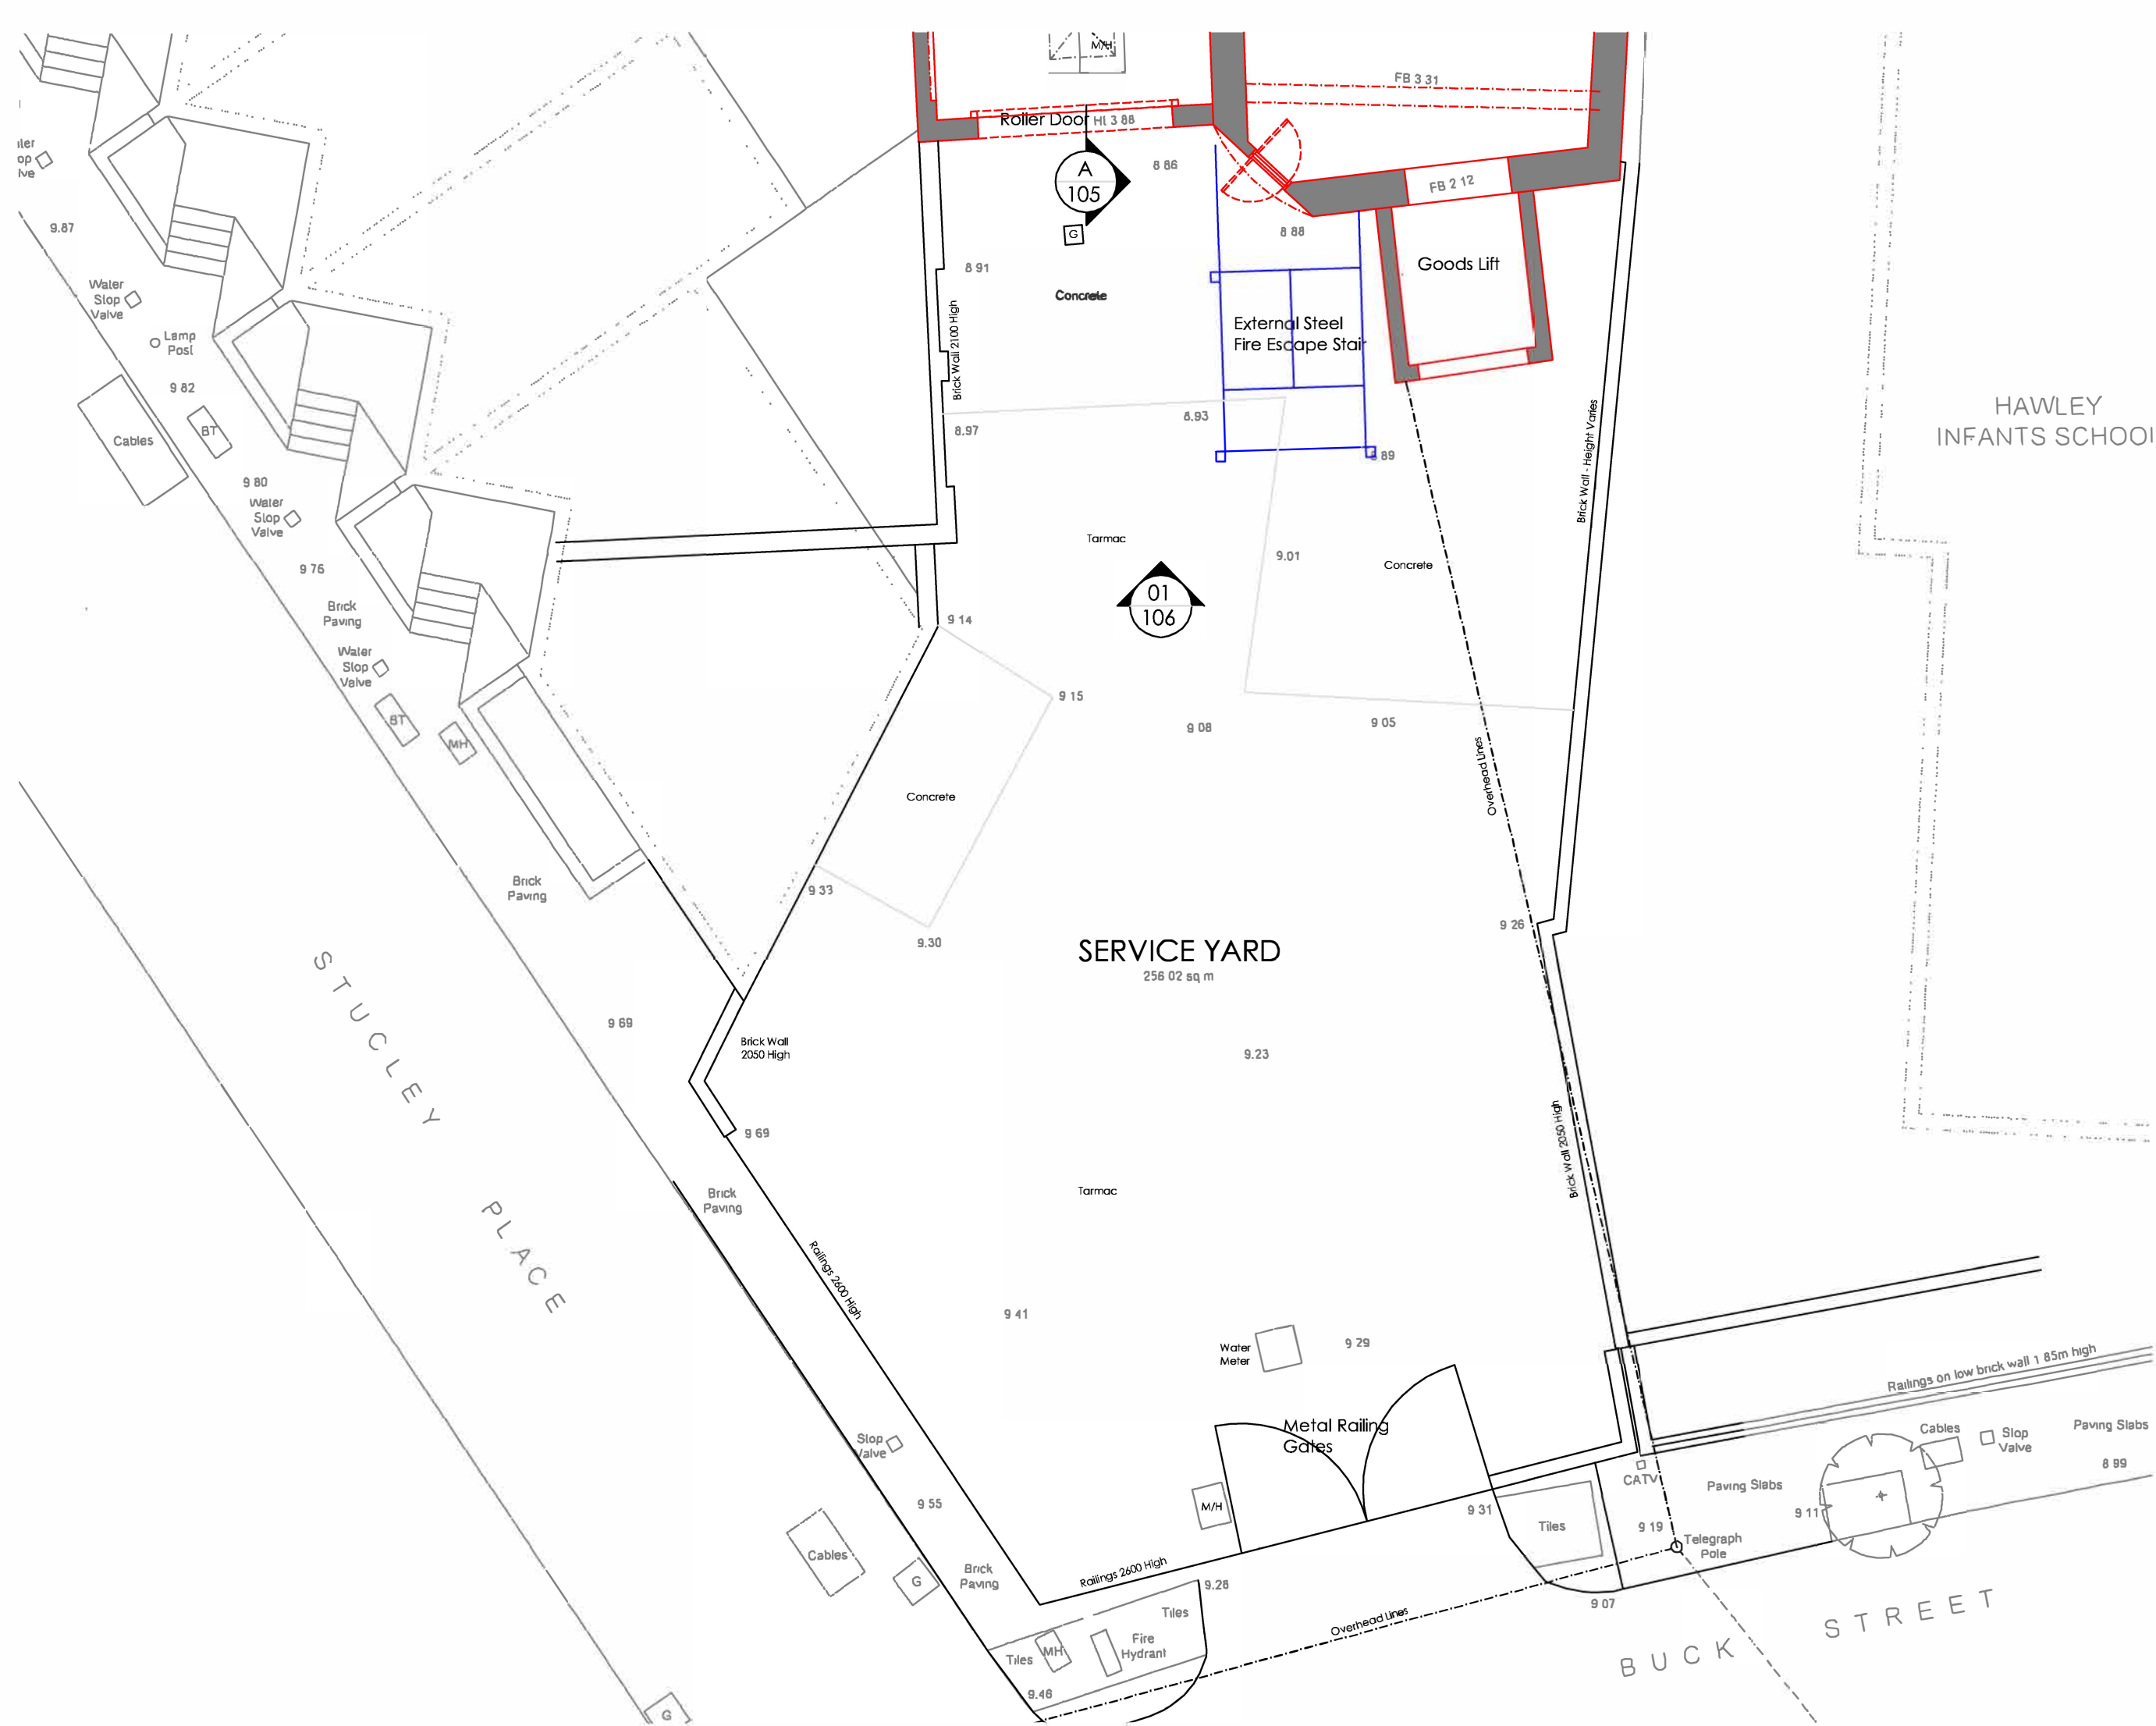 M/H
FB 3 31
Roller Door
Hl 3 88
A
105
8 86
FB 2 12
9.87
G
8 88
8 91
Goods Lift
Water
Slop
Valve
Concrete
Brick Wall 2100 High
External Steel
Fire Escape Stair
Lamp
Post
9 82
BT
Cables
HAWLEY
INFANTS SCHOOL
8.93
8.97
Brick Wall - Height Varies
9 80
Water
Slop
Valve
Tarmac
9.01
Concrete
9 76
01
106
Brick
Paving
9 14
Water
Slop
Valve
BT
MH
9 15
9 08
9 05
Overhead Lines
Concrete
Brick
Paving
9 33
9 26
9.30
SERVICE YARD
256 02 sq m
STUCLEY PLACE
9 69
Brick Wall
2050 High
9.23
9 69
Brick Wall 2050 High
Brick
Paving
Tarmac
Railings 2600 High
9 41
Water
Meter
9 29
Railings on low brick wall 1 85m high
Metal Railing
Gates
Slop
Valve
Cables
Slop
Valve
Paving Slabs
8 99
CATV
Paving Slabs
9 55
M/H
9 31
Tiles
9 19
9 11
Telegraph
Pole
Cables
G
Brick
Paving
Railings 2600 High
9.28
9 07
Tiles
Overhead Lines
BUCK STREET
Tiles
MH
Fire
Hydrant
9.46
G